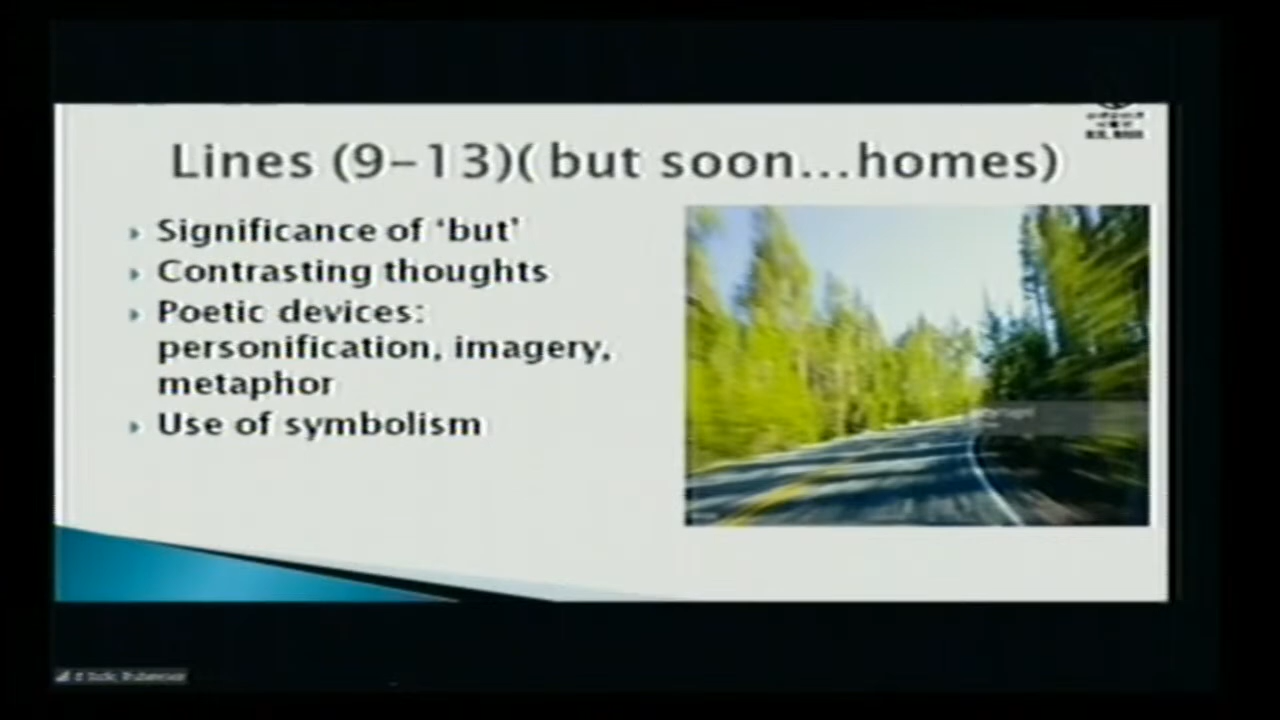 Lines (9-13)( but soon...homes)
Significance of ‘but’
Contrasting thoughts
Poetic devices:
personification, imagery,
metaphor
Use of symbolism